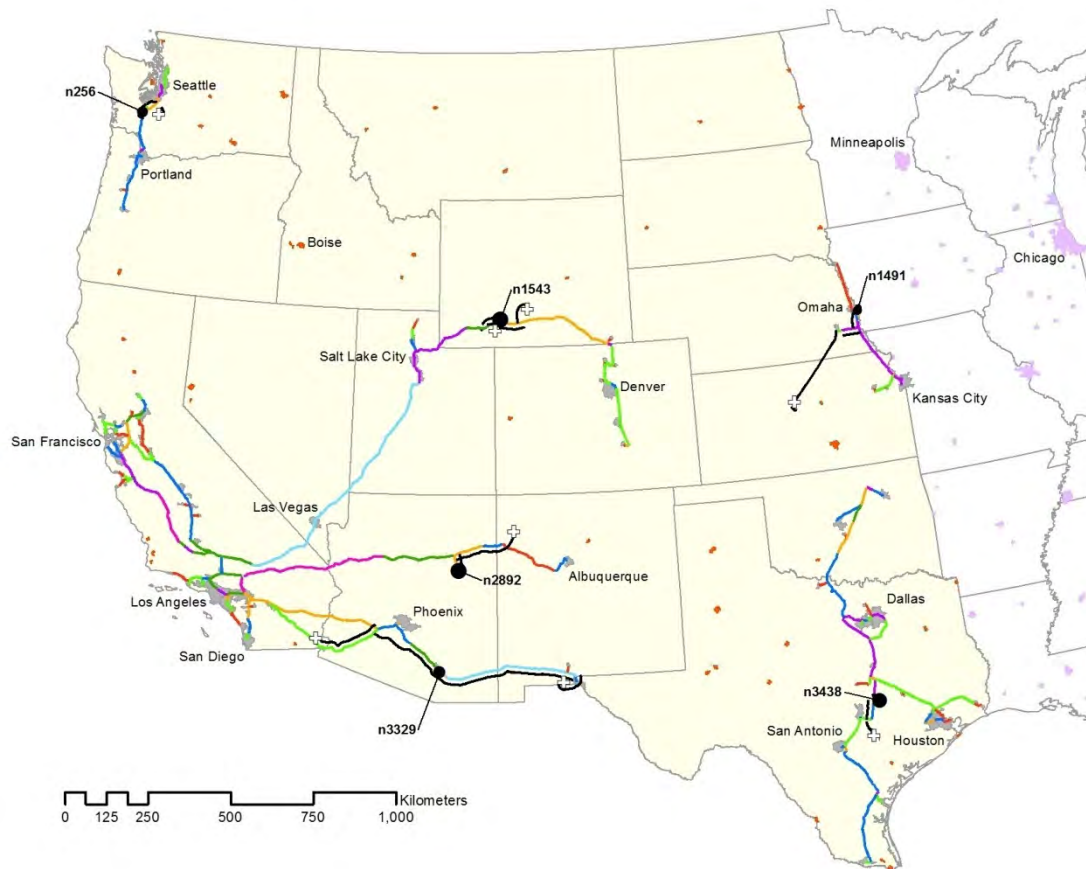 Seattle
n256
Minneapolis
Portland
Boise
Chicago
n1491
n1543
Omaha
Salt Lake City
Denver
Kansas City
San Francisco
Las Vegas
Albuquerque
n2892
Los Angeles
Phoenix
Dallas
San Diego
n3438
n3329
San Antonio
Houston
Kilometers
0 125 250 500 750 1,000